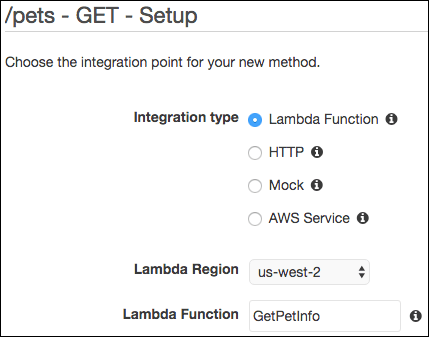 /pets - GET - Setup
Choose the integration point for your new method.
Integration type Lambda Function
HTTP
Mock
AWS Service
Lambda Region us-west-2
Lambda Function GetPetInfo